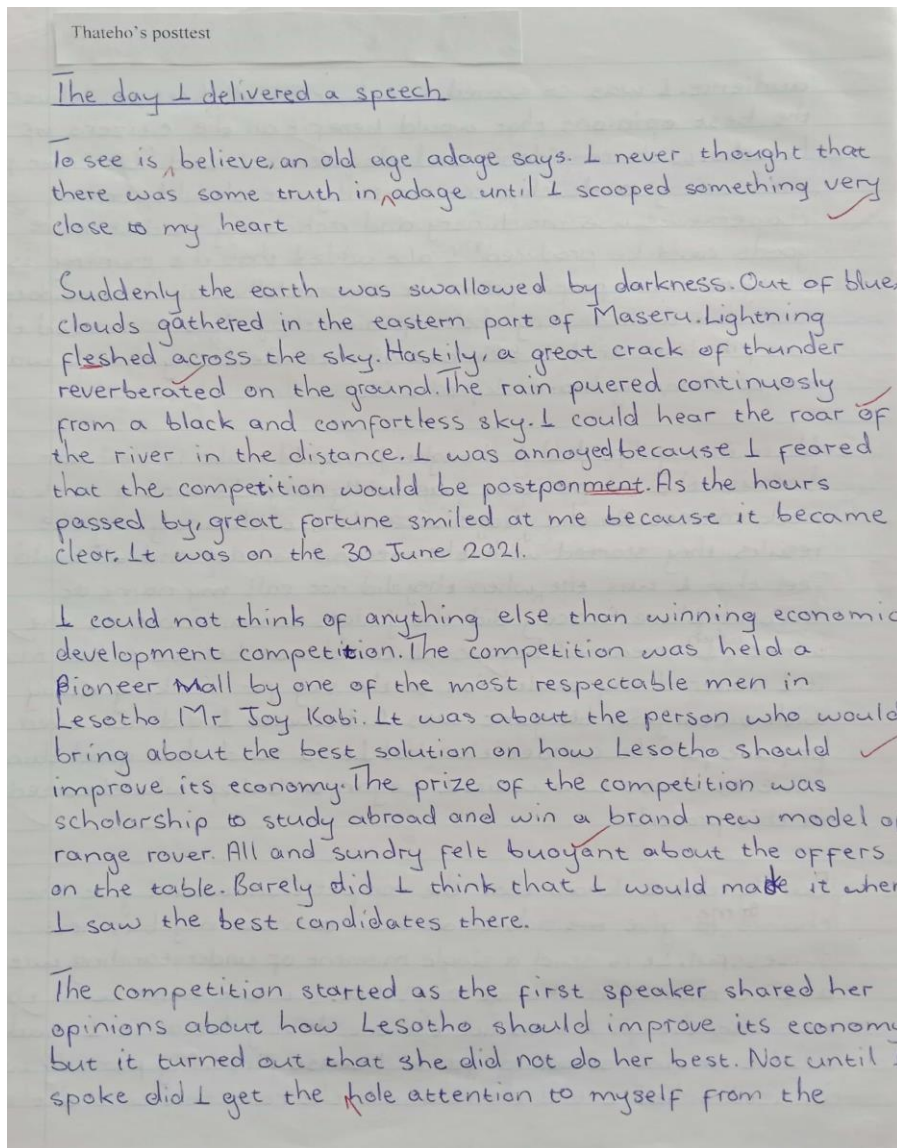 Thateho's posttest
The day I delivered a speech
To see is believe, an old age adage says. I never thought that
there was some truth in adage until I scooped something very
close to my heart
Suddenly the earth was swallowed by darkness. Out of blue,
clouds gathered in the eastern part of Maseru. Lightning
fleshed across the sky. Hastily, a great crack of thunder
reverberated on the ground. The rain puered continuosly
from a black and comfortless sky. I could hear the roar of
the river in the distance. I was annoyed because I feared
that the competition would be postponment. As the hours
passed by, great fortune smiled at me because it became
clear. It was on the 30 June 2021.
I could not think of anything else than winning economic
development competition. The competition was held a
Pioneer Mall by one of the most respectable men in
Lesotho Mr Joy Kabi. It was about the person who would
bring about the best solution on how Lesotho should
improve its economy. The prize of the competition was
scholarship to study abroad and win a brand new model o
range rover. All and sundry felt buoyant about the offers
on the table. Barely did I think that I would made it when
I saw the best candidates there.
The competition started as the first speaker shared her
opinions about how Lesotho should improve its economy
but it turned out that she did not do her best. Not until I
spoke did I get the hole attention to myself from the